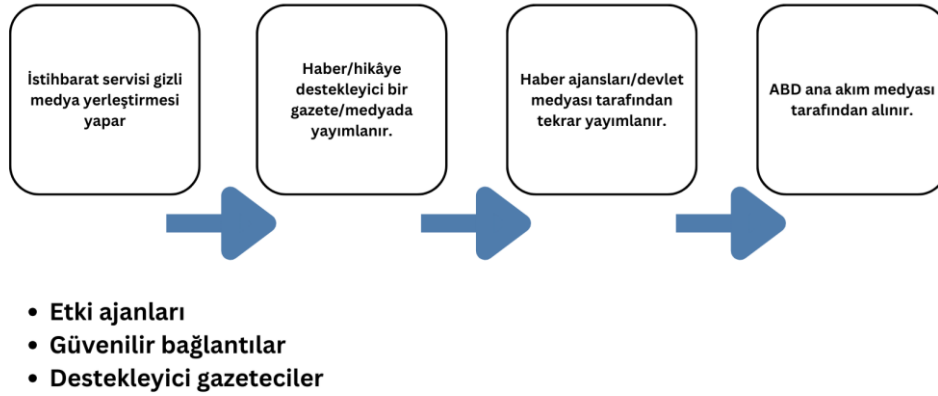 İstihbarat servisi gizli
medya yerleştirmesi
yapar
Haber/hikâye
destekleyici bir
gazete/medyada
yayımlanır.
Haber ajansları/devlet
medyası tarafından
tekrar yayımlanır.
ABD ana akım medyası
tarafından alınır.
• Etki ajanları
• Güvenilir bağlantılar
• Destekleyici gazeteciler